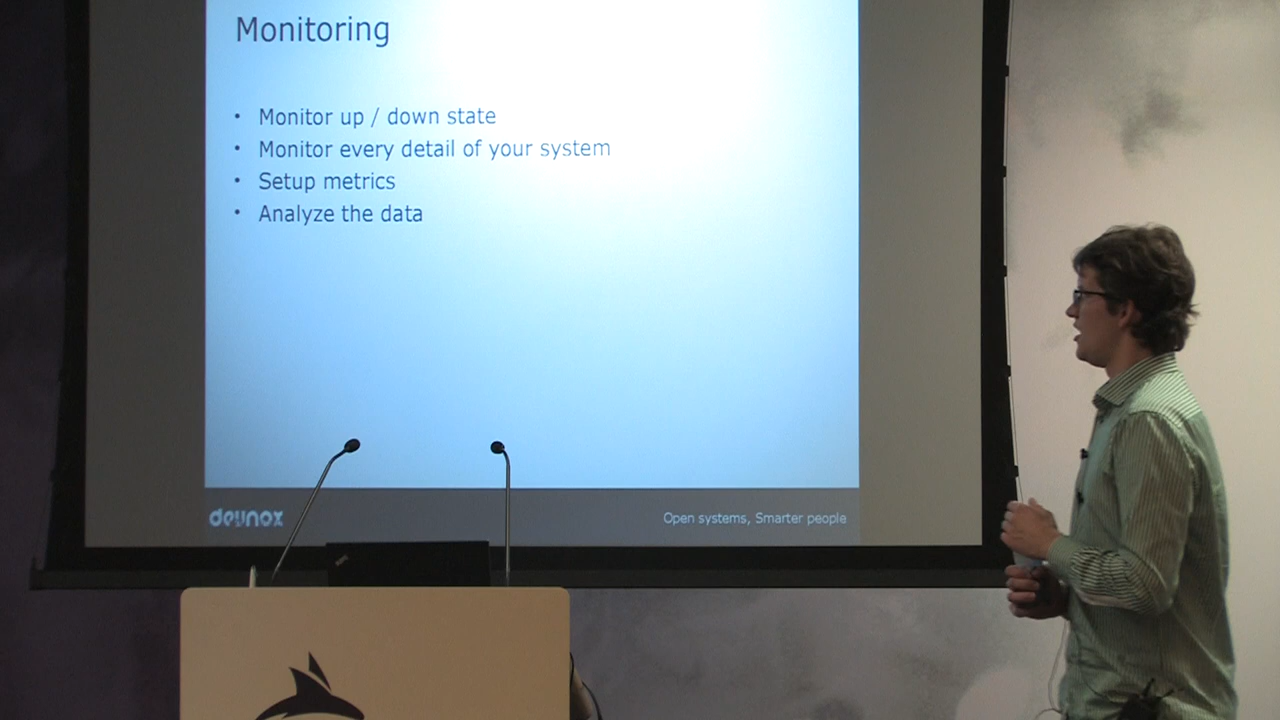 Monitoring
• Monitor up / down state
• Monitor every detail of your system
• Setup metrics
• Analyze the data
deynox
Open systems, Smarter people